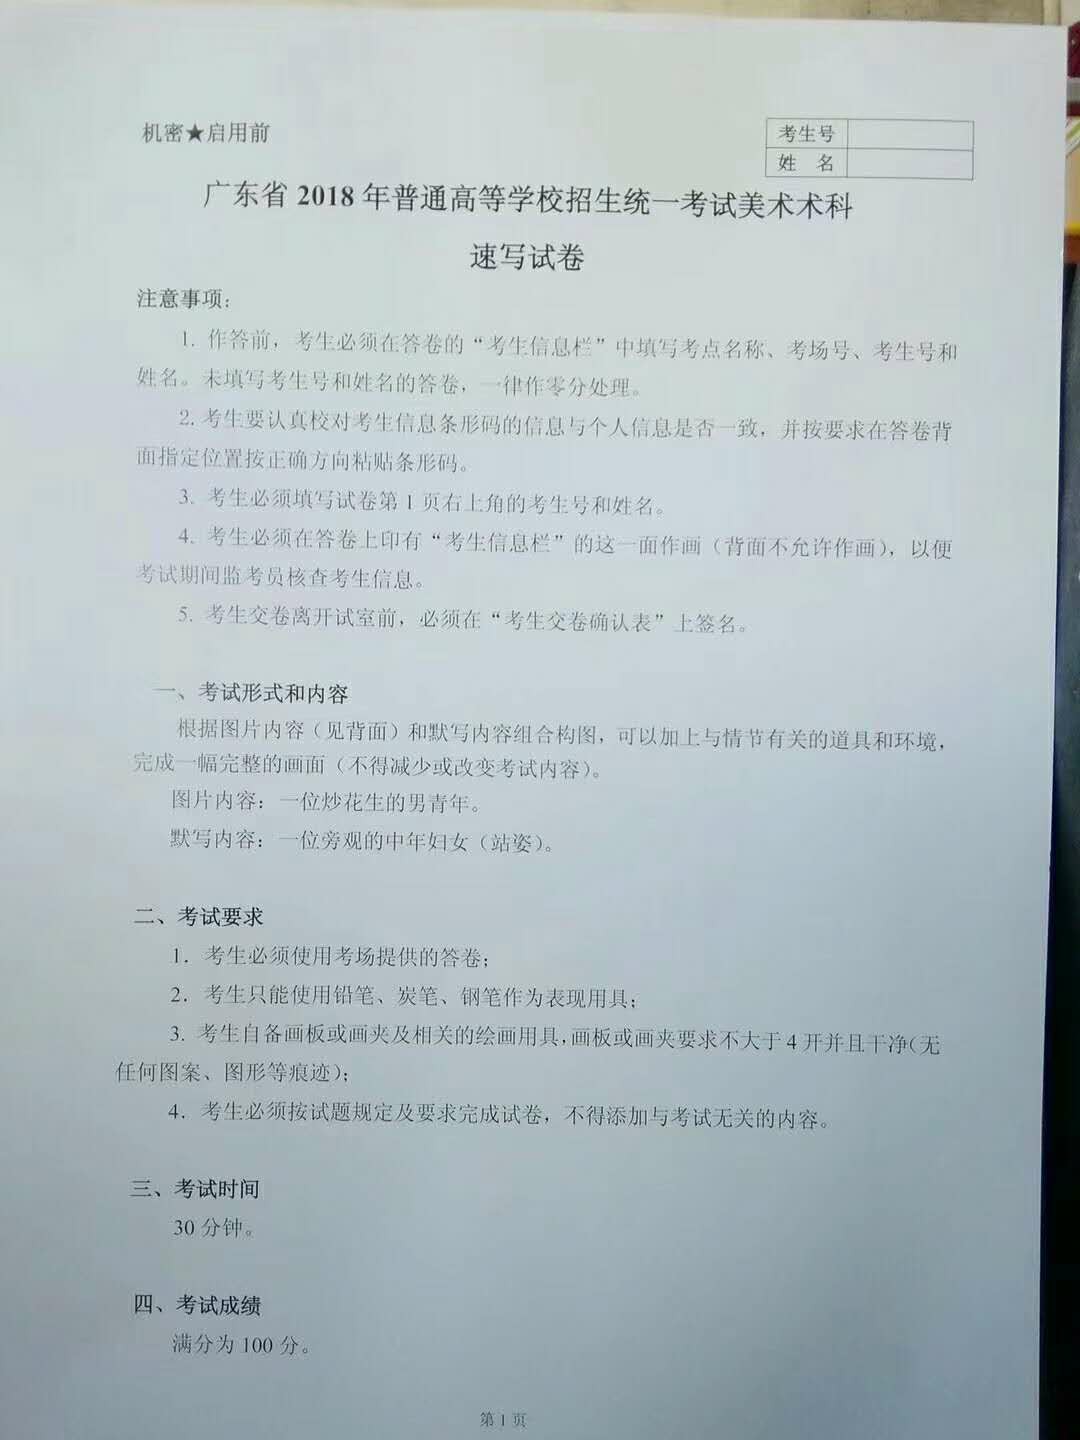 机密★启用前
考生号
姓 名
广东省 2018 年普通高等学校招生统一考试美术术科
速写试卷
注意事项:
1. 作答前，考生必须在答卷的“考生信息栏”中填写考点名称、考场号、考生号和
姓名。未填写考生号和姓名的答卷，一律作零分处理。
2. 考生要认真校对考生信息条形码的信息与个人信息是否一致，并按要求在答卷背
面指定位置按正确方向粘贴条形码。
3. 考生必须填写试卷第 1 页右上角的考生号和姓名。
4. 考生必须在答卷上印有“考生信息栏”的这一面作画（背面不允许作画），以便
考试期间监考员核查考生信息。
5. 考生交卷离开试室前，必须在“考生交卷确认表”上签名。
一、考试形式和内容
根据图片内容（见背面）和默写内容组合构图，可以加上与情节有关的道具和环境，
完成一幅完整的画面（不得减少或改变考试内容）。
图片内容：一位炒花生的男青年。
默写内容：一位旁观的中年妇女（站姿）。
二、考试要求
1. 考生必须使用考场提供的答卷；
2. 考生只能使用铅笔、炭笔、钢笔作为表现用具；
3. 考生自备画板或画夹及相关的绘画用具，画板或画夹要求不大于 4 开并且干净（无
任何图案、图形等痕迹）；
4. 考生必须按试题规定及要求完成试卷，不得添加与考试无关的内容。
三、考试时间
30 分钟。
四、考试成绩
满分为 100 分。
第 1 页